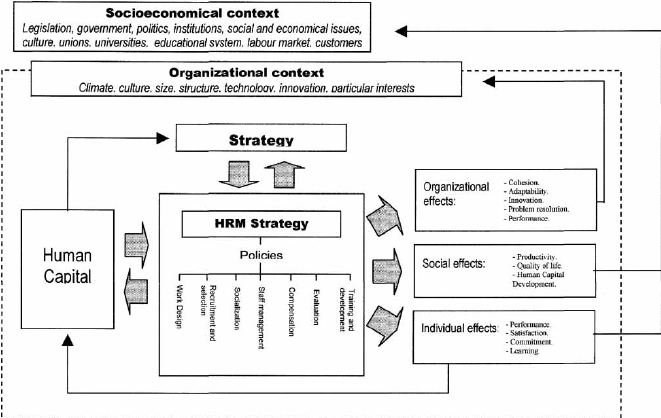 Socioeconomical context
Legislation, government, politics, institutions, social and economical issues,
culture, unions, universities, educational system, labour market, customers
Organizational context
Climate, culture, size, structure, technology, innovation, particular interests
Strategy
HRM Strategy
Policies
Work Design
Recruitment and
selection
Socialization
Staff management
Compensation
Evaluation
Training and
development
Human
Capital
Organizational
effects:
- Cohesion.
- Adaptability.
- Innovation.
- Problem resolution.
- Performance.
Social effects:
- Productivity.
- Quality of life.
- Human Capital
Development.
Individual effects:
- Performance.
- Satisfaction.
- Commitment.
- Learning.